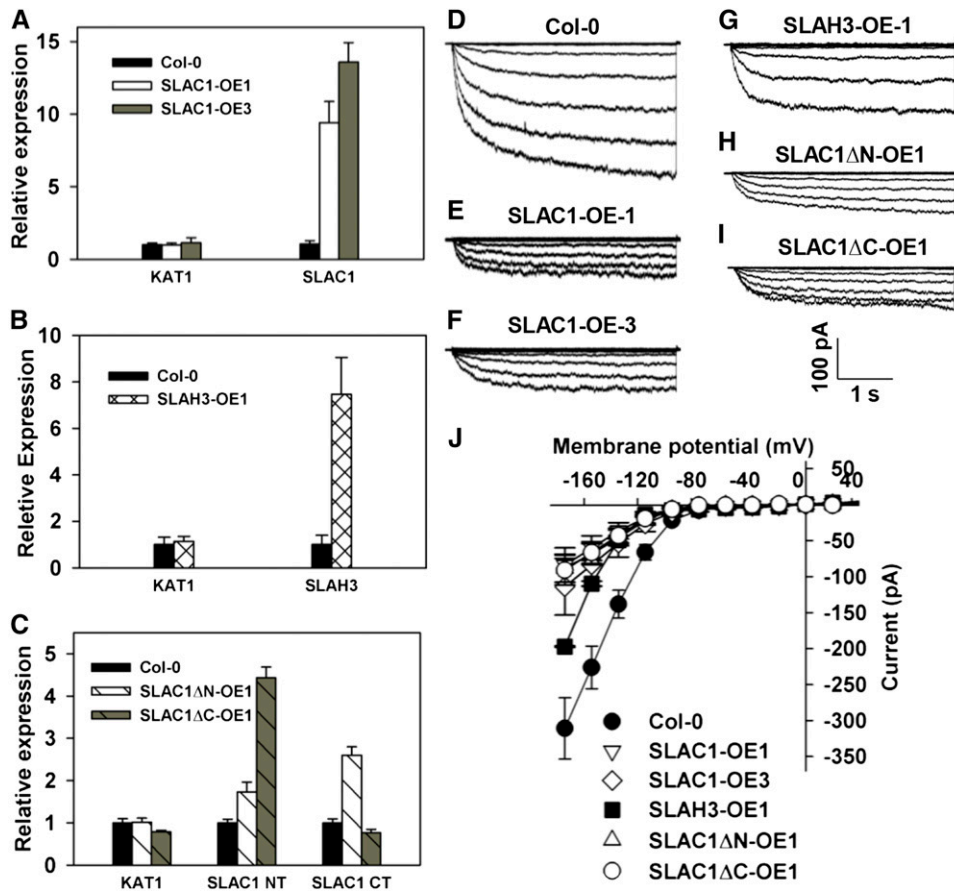 A
Relative expression
15
10
5
0
Col-0
SLAC1-OE1
SLAC1-OE3
KAT1
SLAC1
B
Reletive Expression
10
8
6
4
2
0
Col-0
SLAH3-OE1
KAT1
SLAH3
C
Relative expression
5
4
3
2
1
0
Col-0
SLAC1ΔN-OE1
SLAC1ΔC-OE1
KAT1
SLAC1 NT
SLAC1 CT
D
Col-0
E
SLAC1-OE-1
F
SLAC1-OE-3
G
SLAH3-OE-1
H
SLAC1ΔN-OE1
I
SLAC1ΔC-OE1
100 pA
1 s
J
Membrane potential (mV)
-160 -120 -80 -40 0 40
50
-50
-100
-150
-200
-250
-300
-350
Current (pA)
Col-0
SLAC1-OE1
SLAC1-OE3
SLAH3-OE1
SLAC1ΔN-OE1
SLAC1ΔC-OE1